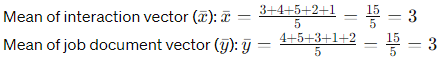 Mean of interaction vector (x̄): x̄ = (3+4+5+2+1)/5 = 15/5 = 3
Mean of job document vector (ȳ): ȳ = (4+5+3+1+2)/5 = 15/5 = 3